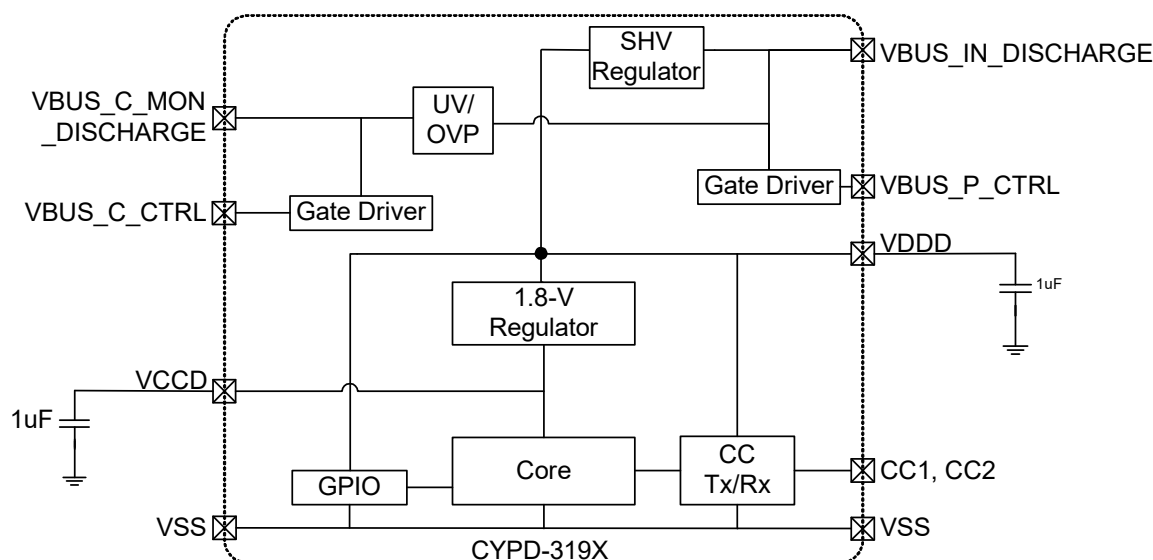 SHV
Regulator
VBUS_IN_DISCHARGE
VBUS_C_MON
_DISCHARGE
UV/
OVP
Gate Driver
VBUS_P_CTRL
VBUS_C_CTRL
Gate Driver
VDDD
1uF
1.8-V
Regulator
VCCD
1uF
Core
CC
Tx/Rx
CC1, CC2
GPIO
VSS
VSS
CYPD-319X